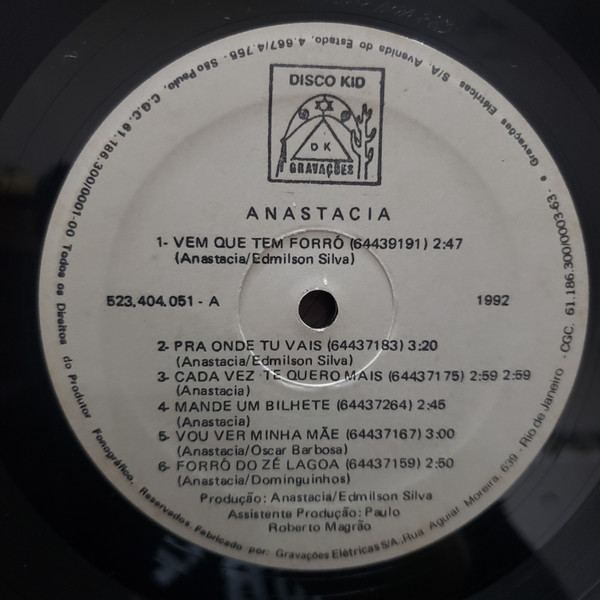 DISCO KID
D K
GRAVAÇÕES
ANASTACIA
1- VEM QUE TEM FORRÓ (64439191) 2:47
(Anastacia/Edmilson Silva)
523.404.051 - A
1992
2- PRA ONDE TU VAIS (64437183) 3:20
(Anastacia/Edmilson Silva)
3- CADA VEZ TE QUERO MAIS (64437175) 2:59 2:59
(Anastacia)
4- MANDE UM BILHETE (64437264) 2:45
(Anastacia)
5- VOU VER MINHA MÃE (64437167) 3:00
(Anastacia/Oscar Barbosa)
6- FORRÓ DO ZÉ LAGOA (64437159) 2:50
(Anastacia/Dominguinhos)
Produção: Anastacia/Edmilson Silva
Assistente Produção: Paulo
Roberto Magrão
Todos os Direitos do Produtor Fonográfico, Reservados. Fabricado por: Gravações Elétricas S/A., Rua Aguiar Moreira, 639 - Rio de Janeiro - CGC. 61.186.300/0003-63 - e Gravações Elétricas S/A. Avenida do Estado, 4.667/4.755 - São Paulo, C.G.C. 61.186.300/0001-00